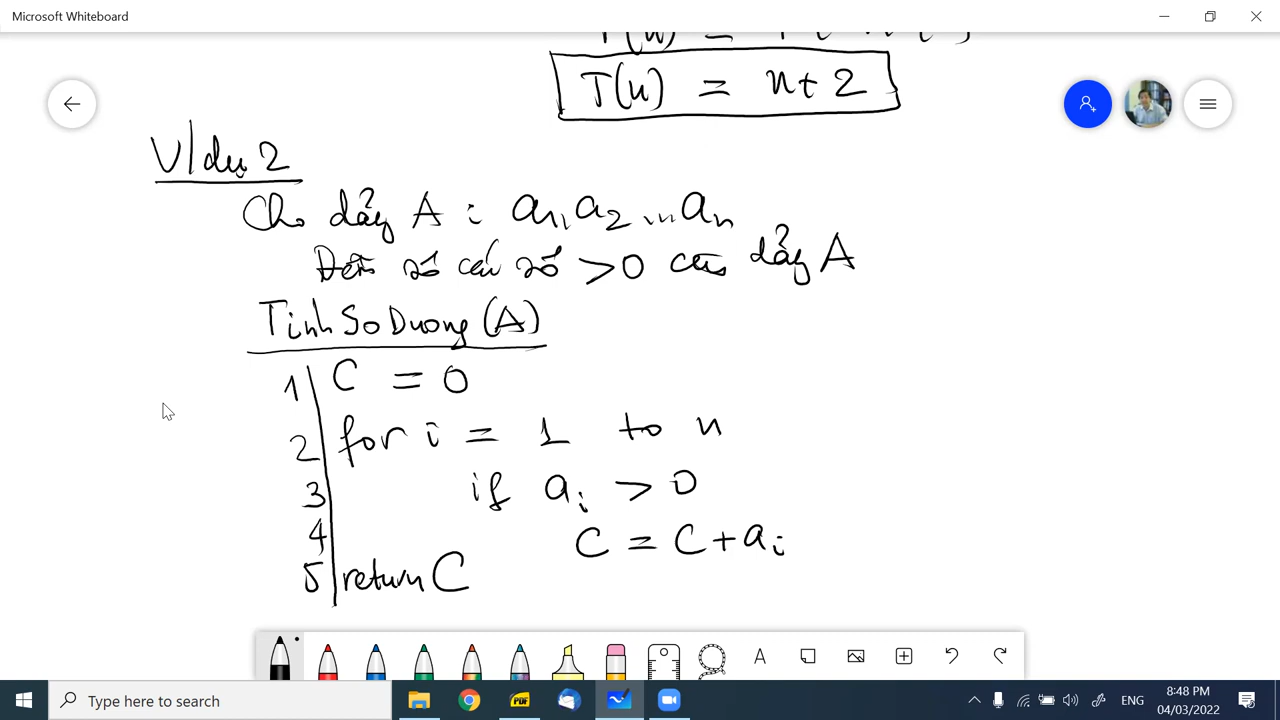 Microsoft Whiteboard
T(n) =
T(n) = n+2
Ví dụ 2
Cho dãy A : a1, a2 ... an
Đếm số các số >0 của dãy A
TinhSoDuong(A)
1 C = 0
2 for i = 1 to n
3 if ai > 0
4 C = C + ai
5 return C
Type here to search
ENG
8:48 PM
04/03/2022